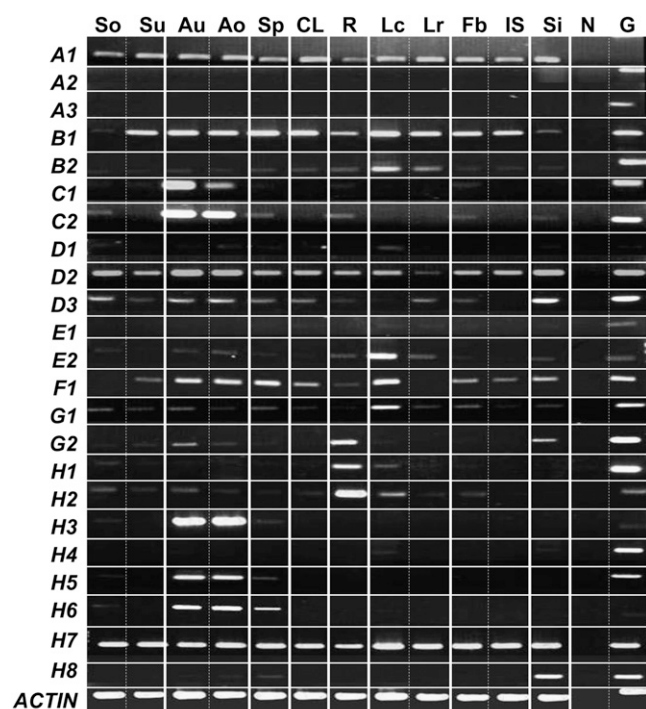 So Su Au Ao Sp CL R Lc Lr Fb IS Si N G
A1
A2
A3
B1
B2
C1
C2
D1
D2
D3
E1
E2
F1
G1
G2
H1
H2
H3
H4
H5
H6
H7
H8
ACTIN